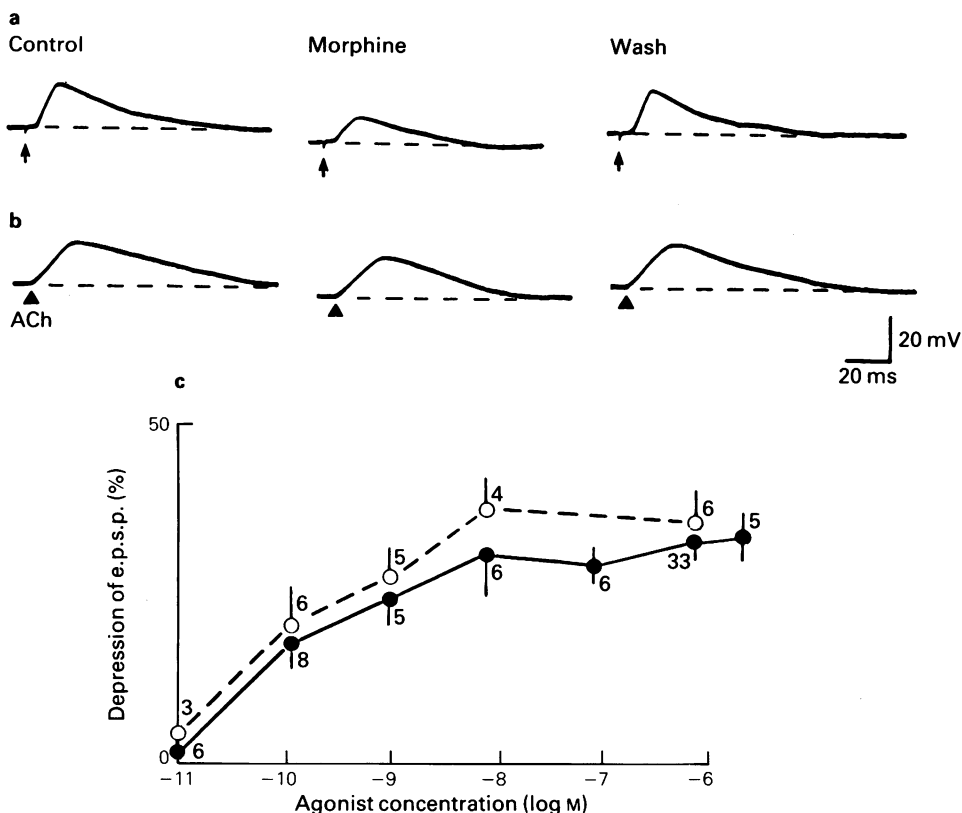 a
Control Morphine Wash
b
ACh
20 mV
20 ms
c
50
4
6
5
5
6
33
6
6
5
8
3
6
0
−11 −10 −9 −8 −7 −6
Depression of e.p.s.p. (%)
Agonist concentration (log M)